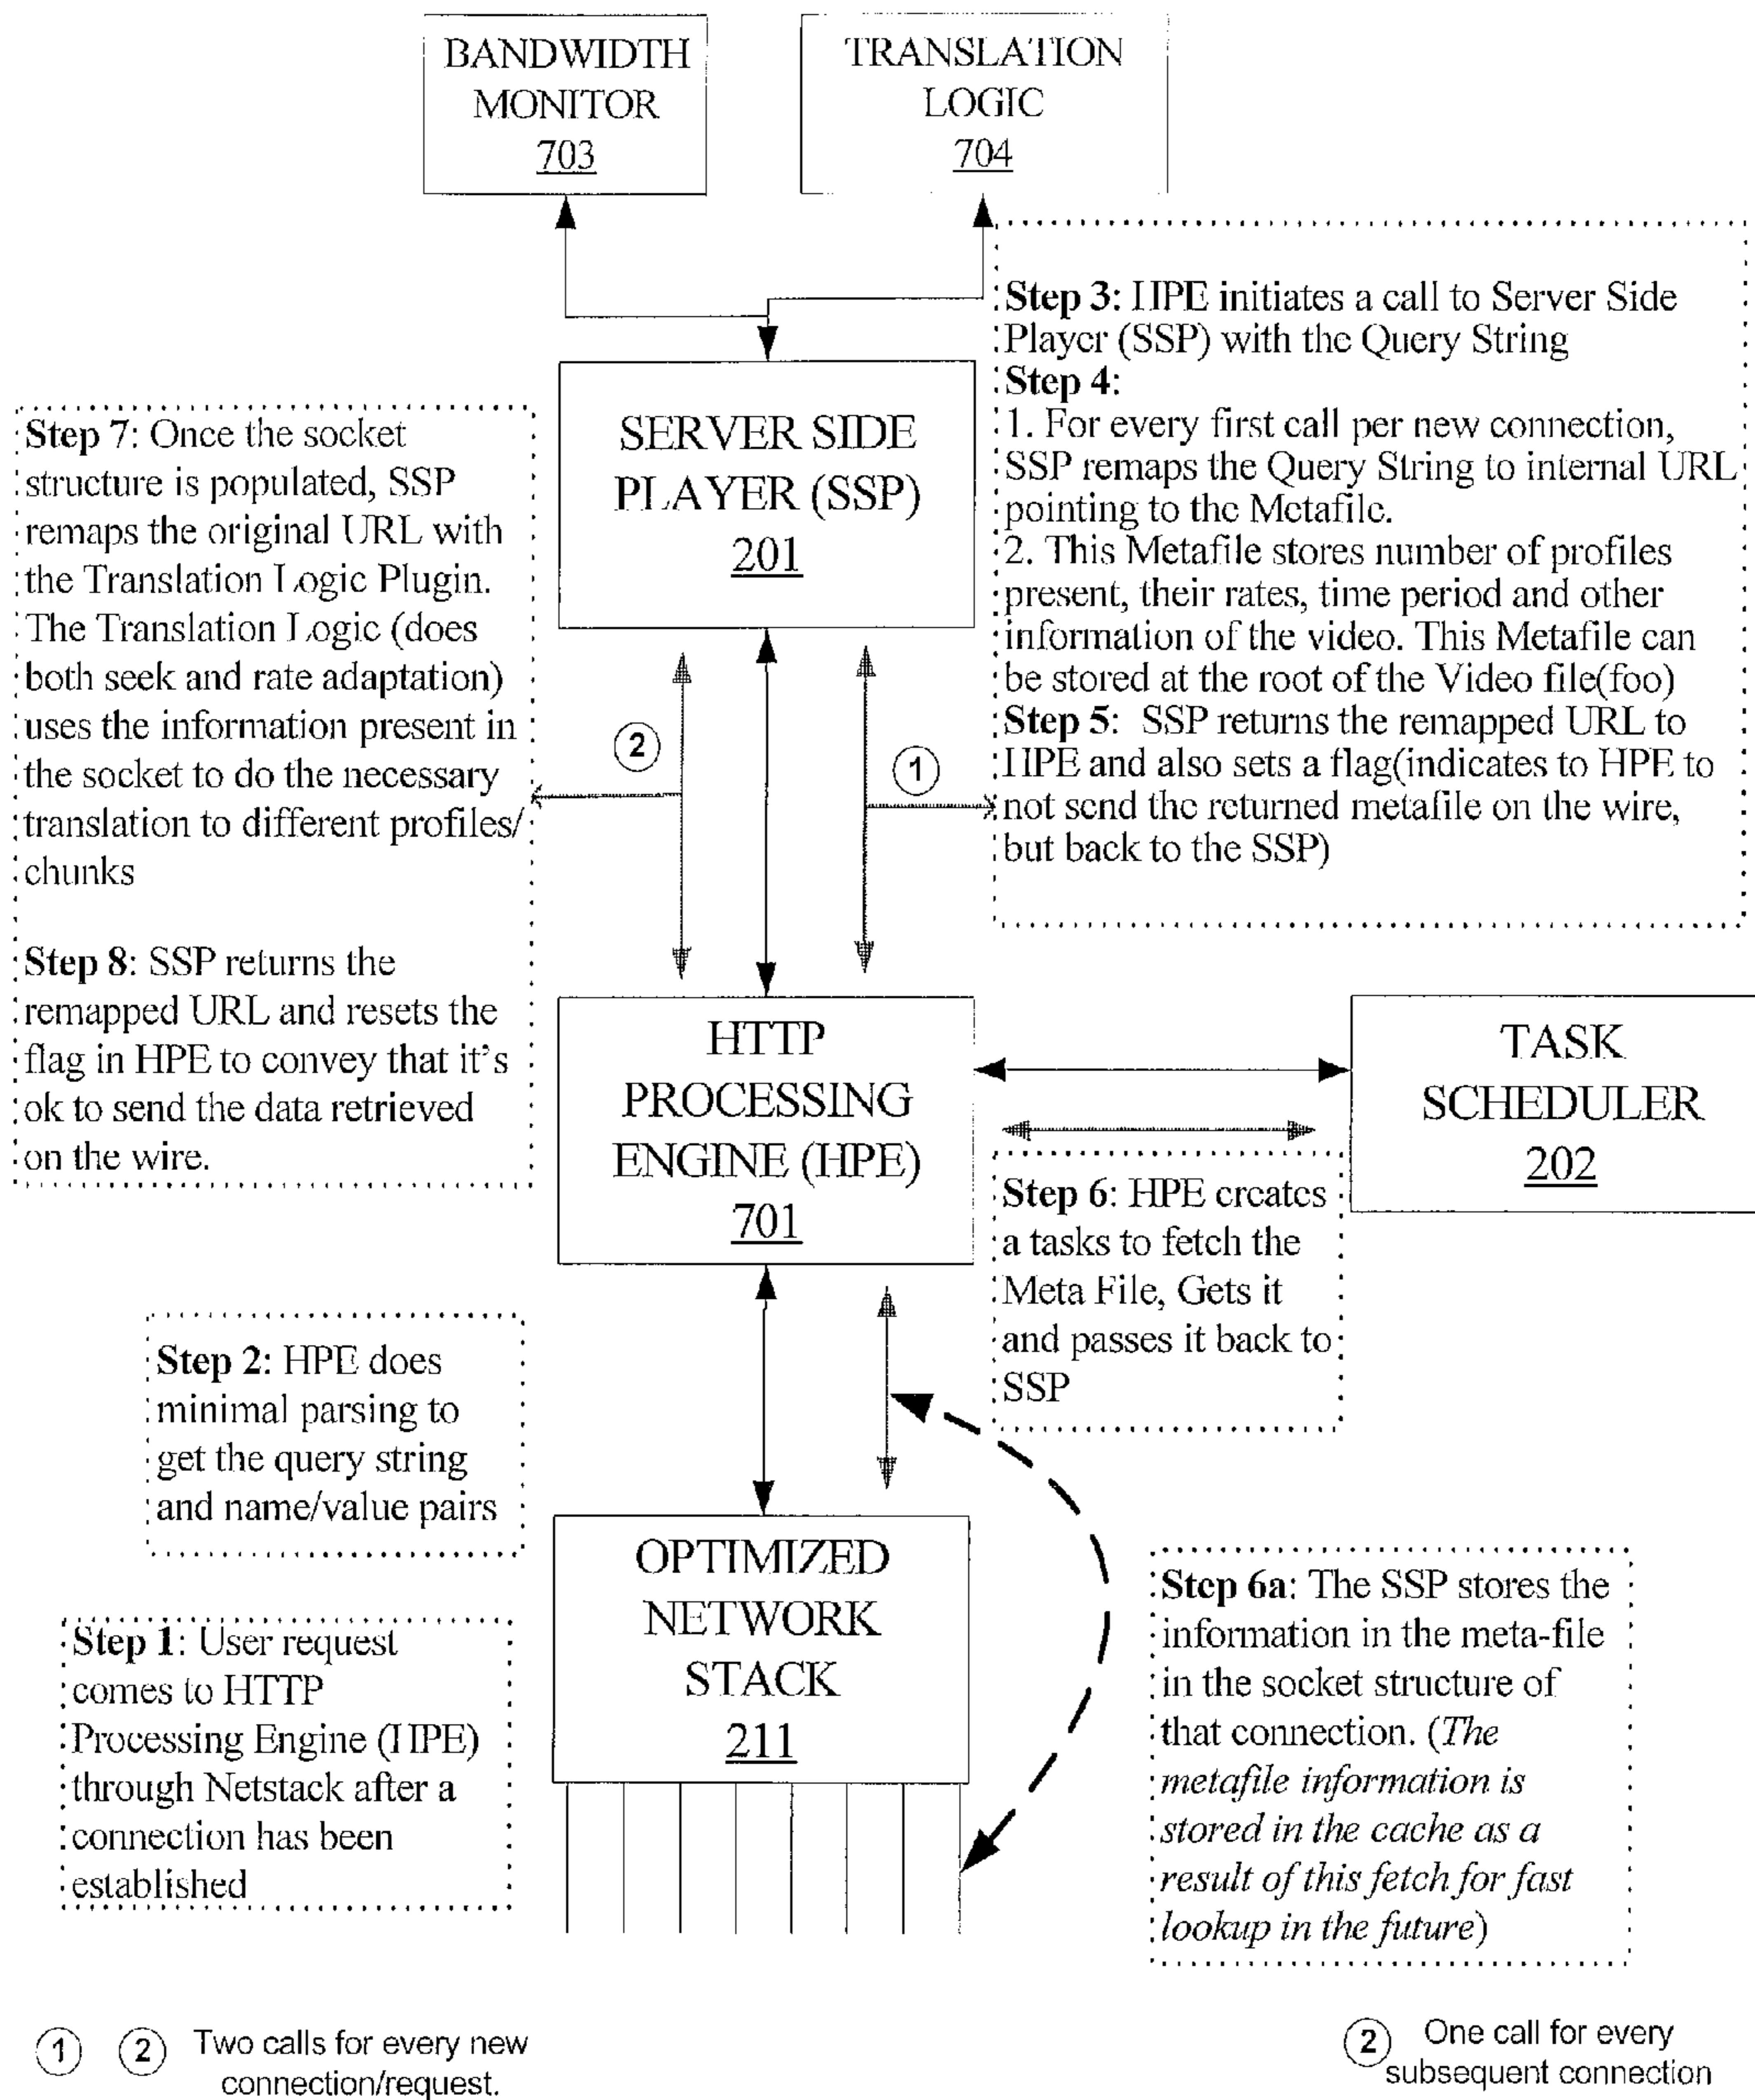 BANDWIDTH
MONITOR
703
TRANSLATION
LOGIC
704
Step 3: HPE initiates a call to Server Side
Player (SSP) with the Query String
Step 4:
1. For every first call per new connection,
SSP remaps the Query String to internal URL
pointing to the Metafile.
2. This Metafile stores number of profiles
present, their rates, time period and other
information of the video. This Metafile can
be stored at the root of the Video file(foo)
Step 5: SSP returns the remapped URL to
HPE and also sets a flag(indicates to HPE to
not send the returned metafile on the wire,
but back to the SSP)
SERVER SIDE
PLAYER (SSP)
201
Step 7: Once the socket
structure is populated, SSP
remaps the original URL with
the Translation Logic Plugin.
The Translation Logic (does
both seek and rate adaptation)
uses the information present in
the socket to do the necessary
translation to different profiles/
chunks
Step 8: SSP returns the
remapped URL and resets the
flag in HPE to convey that it's
ok to send the data retrieved
on the wire.
2
1
HTTP
PROCESSING
ENGINE (HPE)
701
TASK
SCHEDULER
202
Step 6: HPE creates
a tasks to fetch the
Meta File, Gets it
and passes it back to
SSP
Step 2: HPE does
minimal parsing to
get the query string
and name/value pairs
OPTIMIZED
NETWORK
STACK
211
Step 1: User request
comes to HTTP
Processing Engine (HPE)
through Netstack after a
connection has been
established
Step 6a: The SSP stores the
information in the meta-file
in the socket structure of
that connection. (The
metafile information is
stored in the cache as a
result of this fetch for fast
lookup in the future)
1 2 Two calls for every new
connection/request.
2 One call for every
subsequent connection